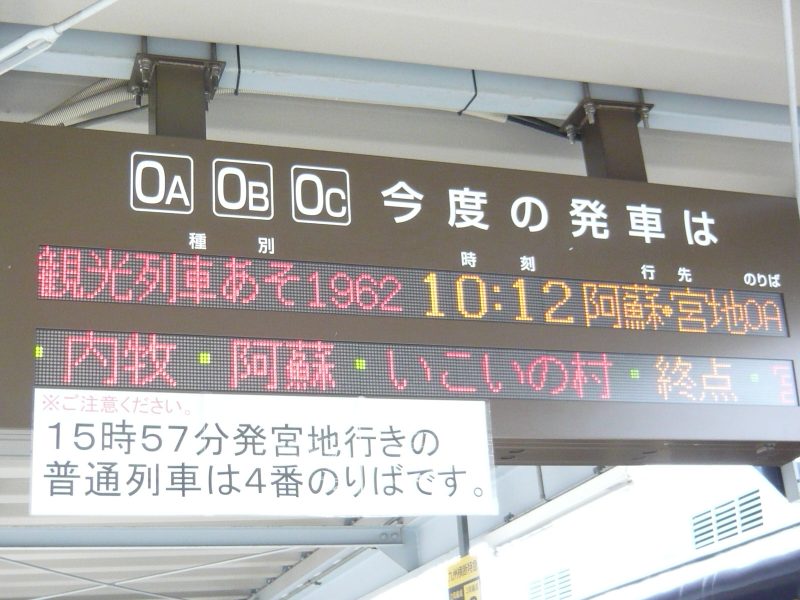 0A 0B 0C 今度の発車は
種別 時刻 行先 のりば
観光列車あそ1962 10:12 阿蘇・宮地0A
・内牧・阿蘇・いこいの村・終点・宮
※ご注意ください。
15時57分発宮地行きの
普通列車は4番のりばです。